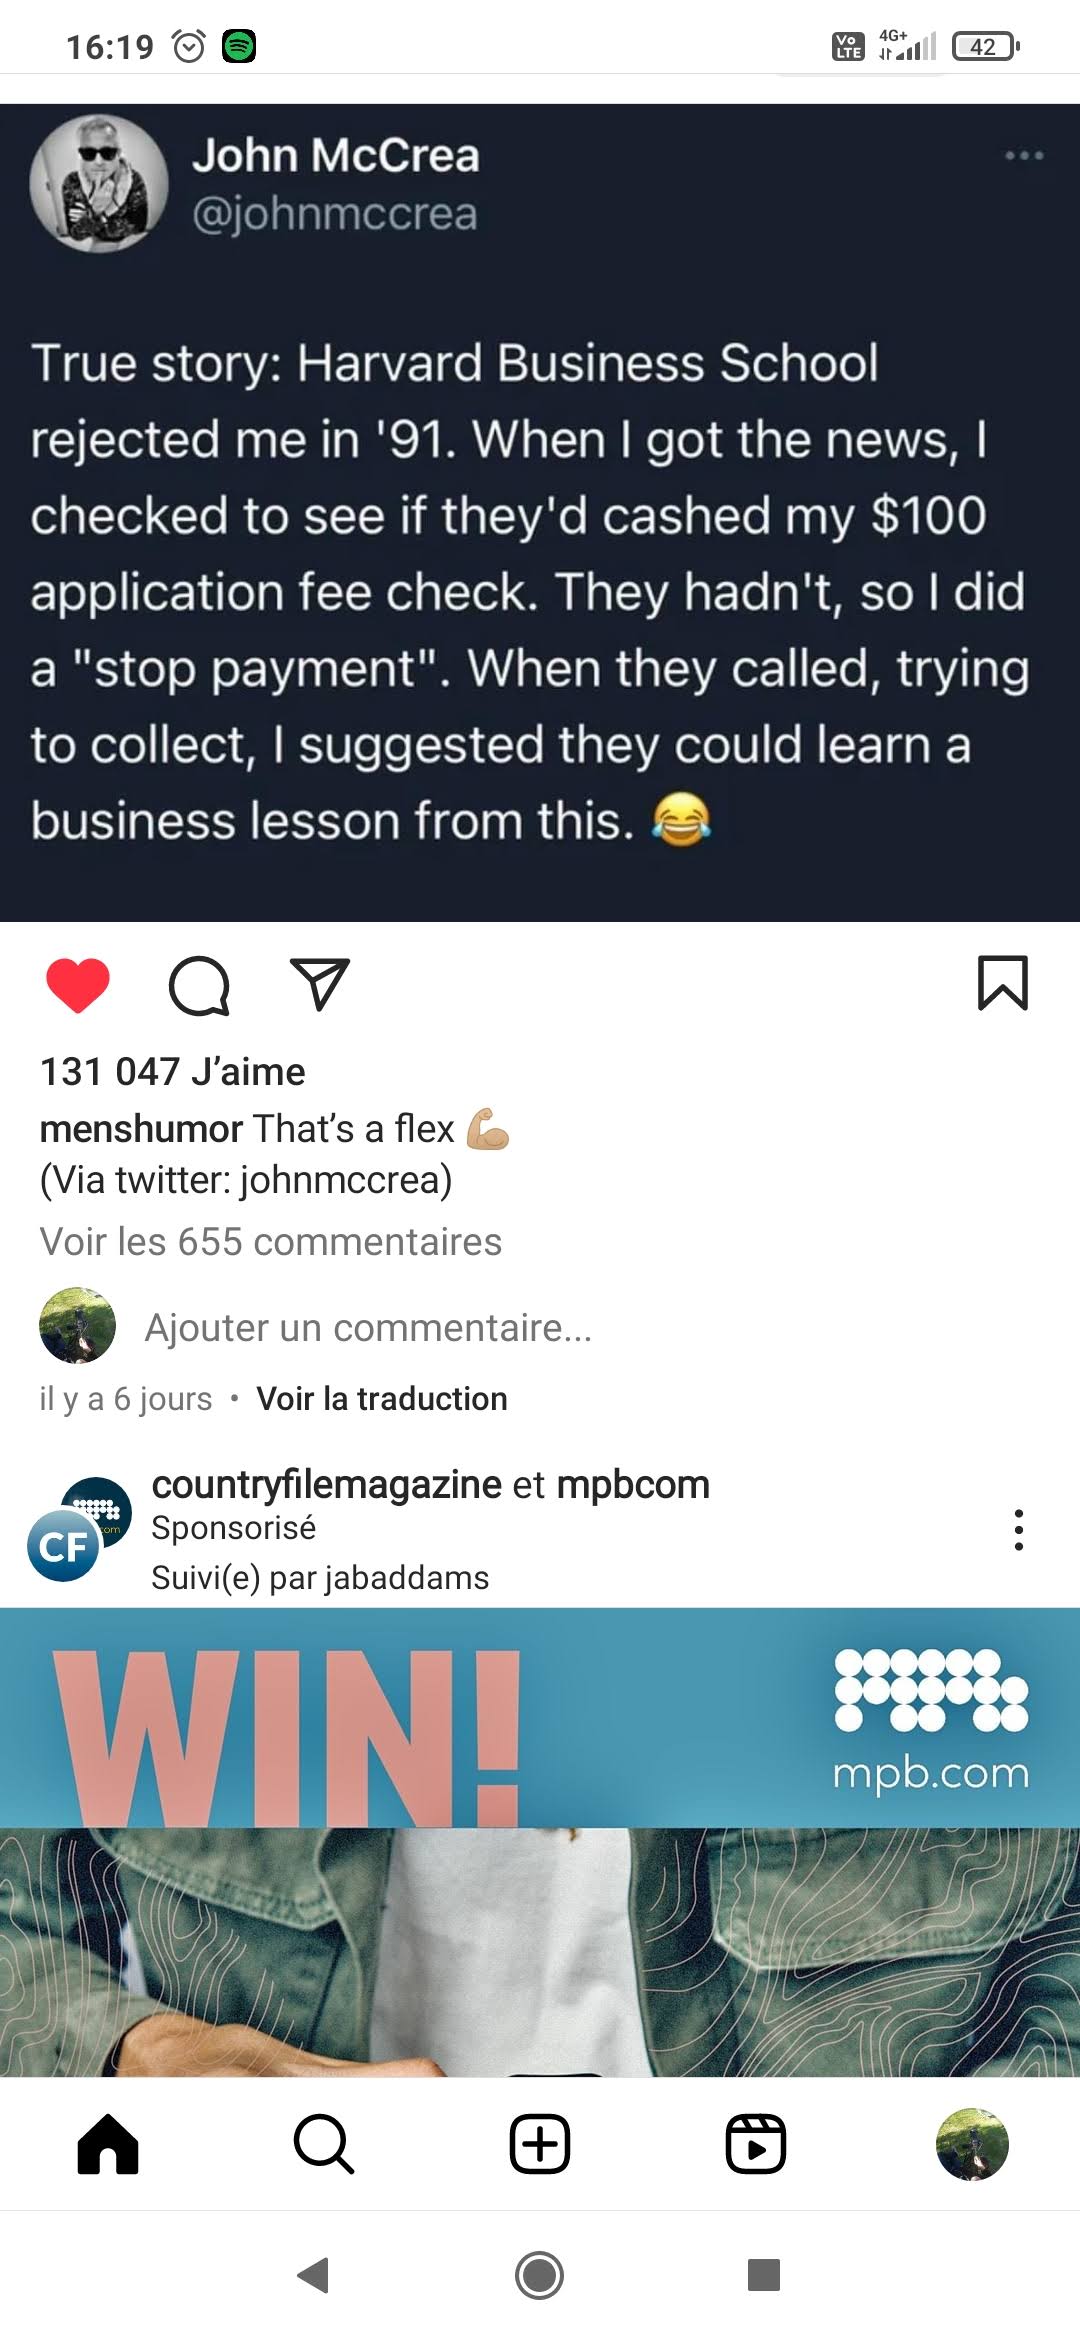 16:19
Vo LTE 4G+ 42
John McCrea
@johnmccrea
True story: Harvard Business School
rejected me in '91. When I got the news, I
checked to see if they'd cashed my $100
application fee check. They hadn't, so I did
a "stop payment". When they called, trying
to collect, I suggested they could learn a
business lesson from this. 😂
131 047 J’aime
menshumor That’s a flex 💪🏼
(Via twitter: johnmccrea)
Voir les 655 commentaires
Ajouter un commentaire...
il y a 6 jours • Voir la traduction
countryfilemagazine et mpbcom
CF
com
Sponsorisé
Suivi(e) par jabaddams
WIN!
mpb.com